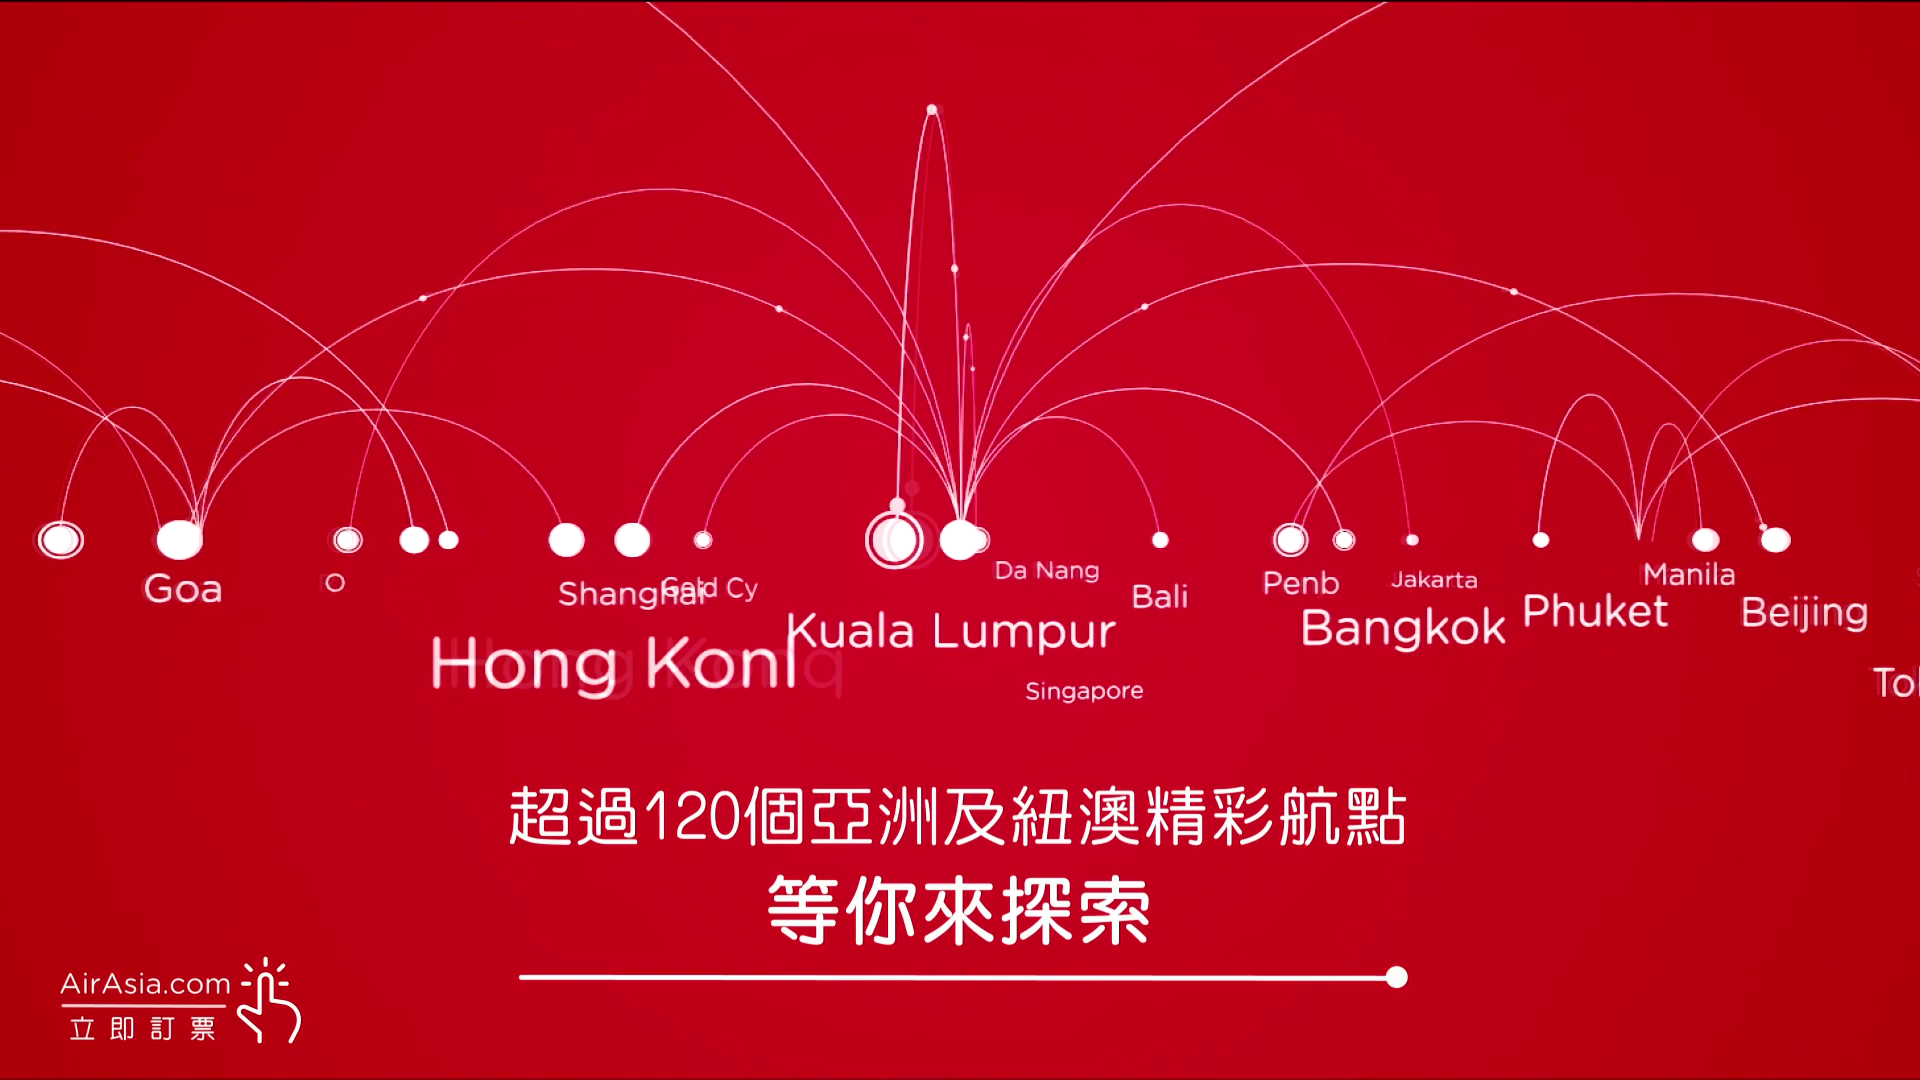 Goa
O
Shanghai
Hong Kon
Kuala Lumpur
Da Nang
Singapore
Bali
Penb
Jakarta
Bangkok
Phuket
Manila
Beijing
超過120個亞洲及紐澳精彩航點
等你來探索
AirAsia.com
立即訂票